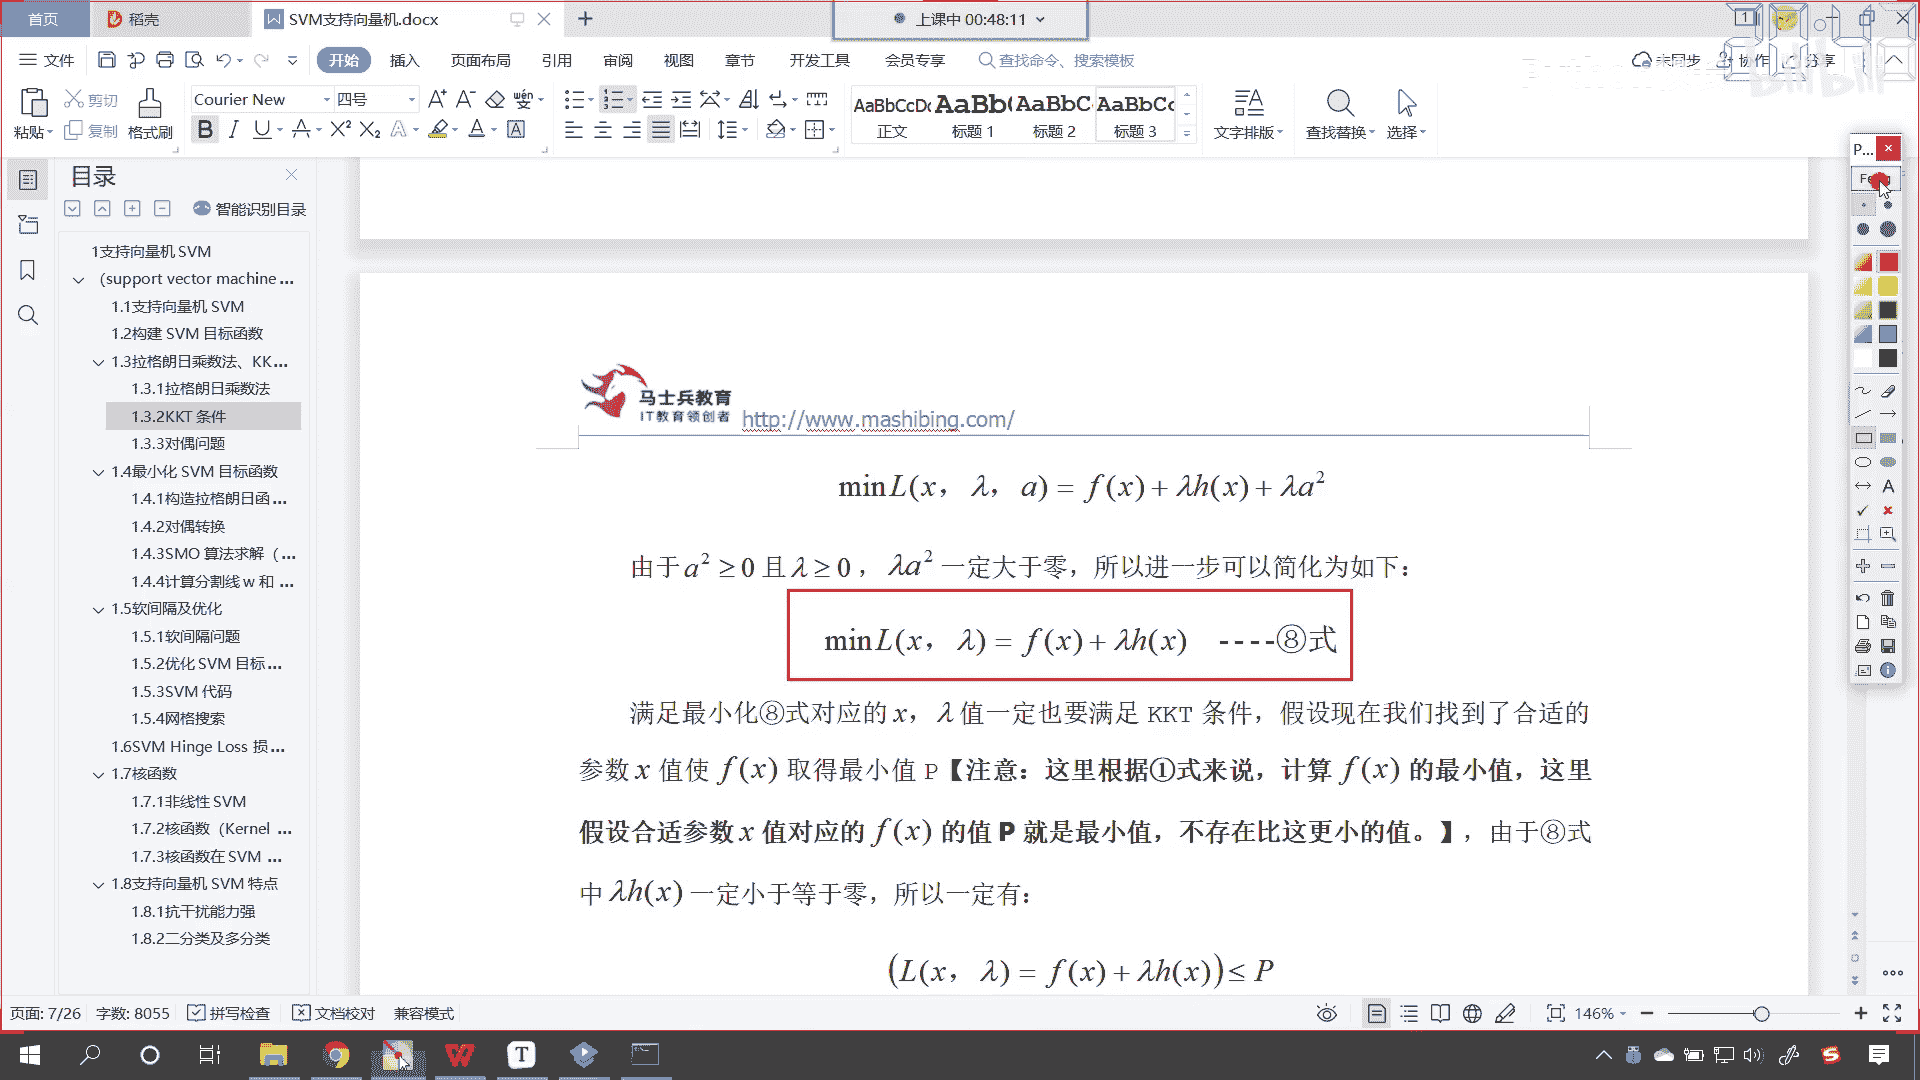 首页
稻壳
SVM支持向量机.docx
上课中 00:48:11
文件
开始
插入
页面布局
引用
审阅
视图
章节
开发工具
会员专享
查找命令、搜索模板
未同步
协作
分享
粘贴
剪切
复制
格式刷
Courier New
四号
AaBbCcDd
正文
AaBb(
标题 1
AaBbC
标题 2
AaBbC
标题 3
文字排版
查找替换
选择
目录
智能识别目录
1支持向量机 SVM
（support vector machine ...
1.1支持向量机 SVM
1.2构建 SVM 目标函数
1.3拉格朗日乘数法、KK...
1.3.1拉格朗日乘数法
1.3.2KKT 条件
1.3.3对偶问题
1.4最小化 SVM 目标函数
1.4.1构造拉格朗日函...
1.4.2对偶转换
1.4.3SMO 算法求解（...
1.4.4计算分割线 w 和 ...
1.5软间隔及优化
1.5.1软间隔问题
1.5.2优化 SVM 目标...
1.5.3SVM 代码
1.5.4网格搜索
1.6SVM Hinge Loss 损...
1.7核函数
1.7.1非线性 SVM
1.7.2核函数（Kernel ...
1.7.3核函数在 SVM ...
1.8支持向量机 SVM 特点
1.8.1抗干扰能力强
1.8.2二分类及多分类
马士兵教育
IT教育领创者
http://www.mashibing.com/
min L(x， λ， a) = f(x) + λh(x) + λa²
由于 a² ≥ 0 且 λ ≥ 0 ， λa² 一定大于零，所以进一步可以简化为如下：
min L(x， λ) = f(x) + λh(x) ----⑧式
满足最小化⑧式对应的 x， λ 值一定也要满足 KKT 条件，假设现在我们找到了合适的
参数 x 值使 f(x) 取得最小值 P【注意：这里根据①式来说，计算 f(x) 的最小值，这里
假设合适参数 x 值对应的 f(x) 的值 P 就是最小值，不存在比这更小的值。】，由于⑧式
中 λh(x) 一定小于等于零，所以一定有：
(L(x， λ) = f(x) + λh(x)) ≤ P
P...
页面: 7/26
字数: 8055
拼写检查
文档校对
兼容模式
146%